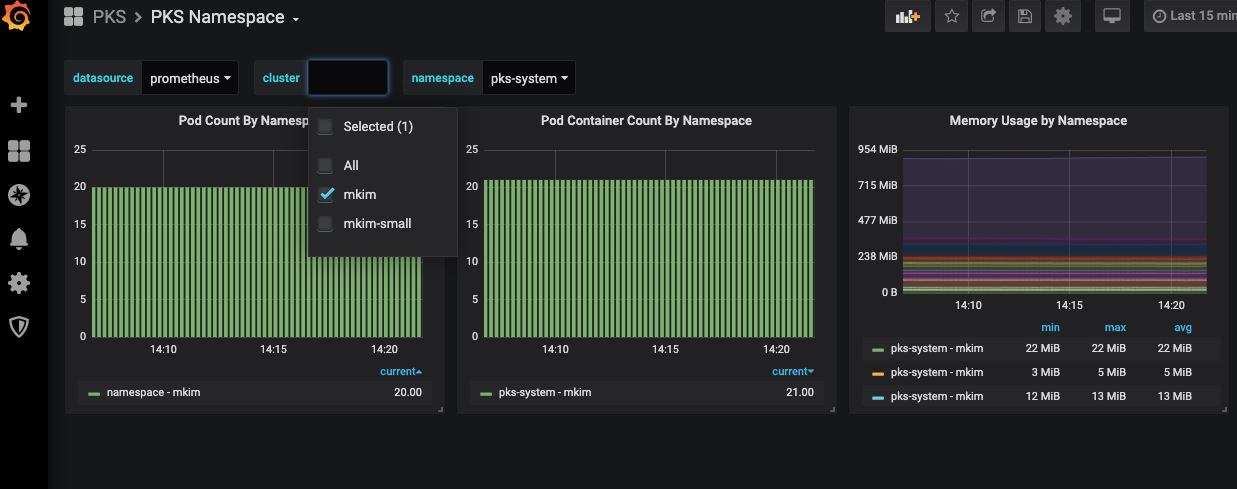 PKS > PKS Namespace
Last 15 min
datasource prometheus cluster namespace pks-system
Selected (1)
All
mkim
mkim-small
Pod Count By Namesp
25
20
15
10
5
0
14:10 14:15 14:20
current
namespace - mkim 20.00
Pod Container Count By Namespace
25
20
15
10
5
0
14:10 14:15 14:20
current
pks-system - mkim 21.00
Memory Usage by Namespace
954 MiB
715 MiB
477 MiB
238 MiB
0 B
14:10 14:15 14:20
min max avg
pks-system - mkim 22 MiB 22 MiB 22 MiB
pks-system - mkim 3 MiB 5 MiB 5 MiB
pks-system - mkim 12 MiB 13 MiB 13 MiB